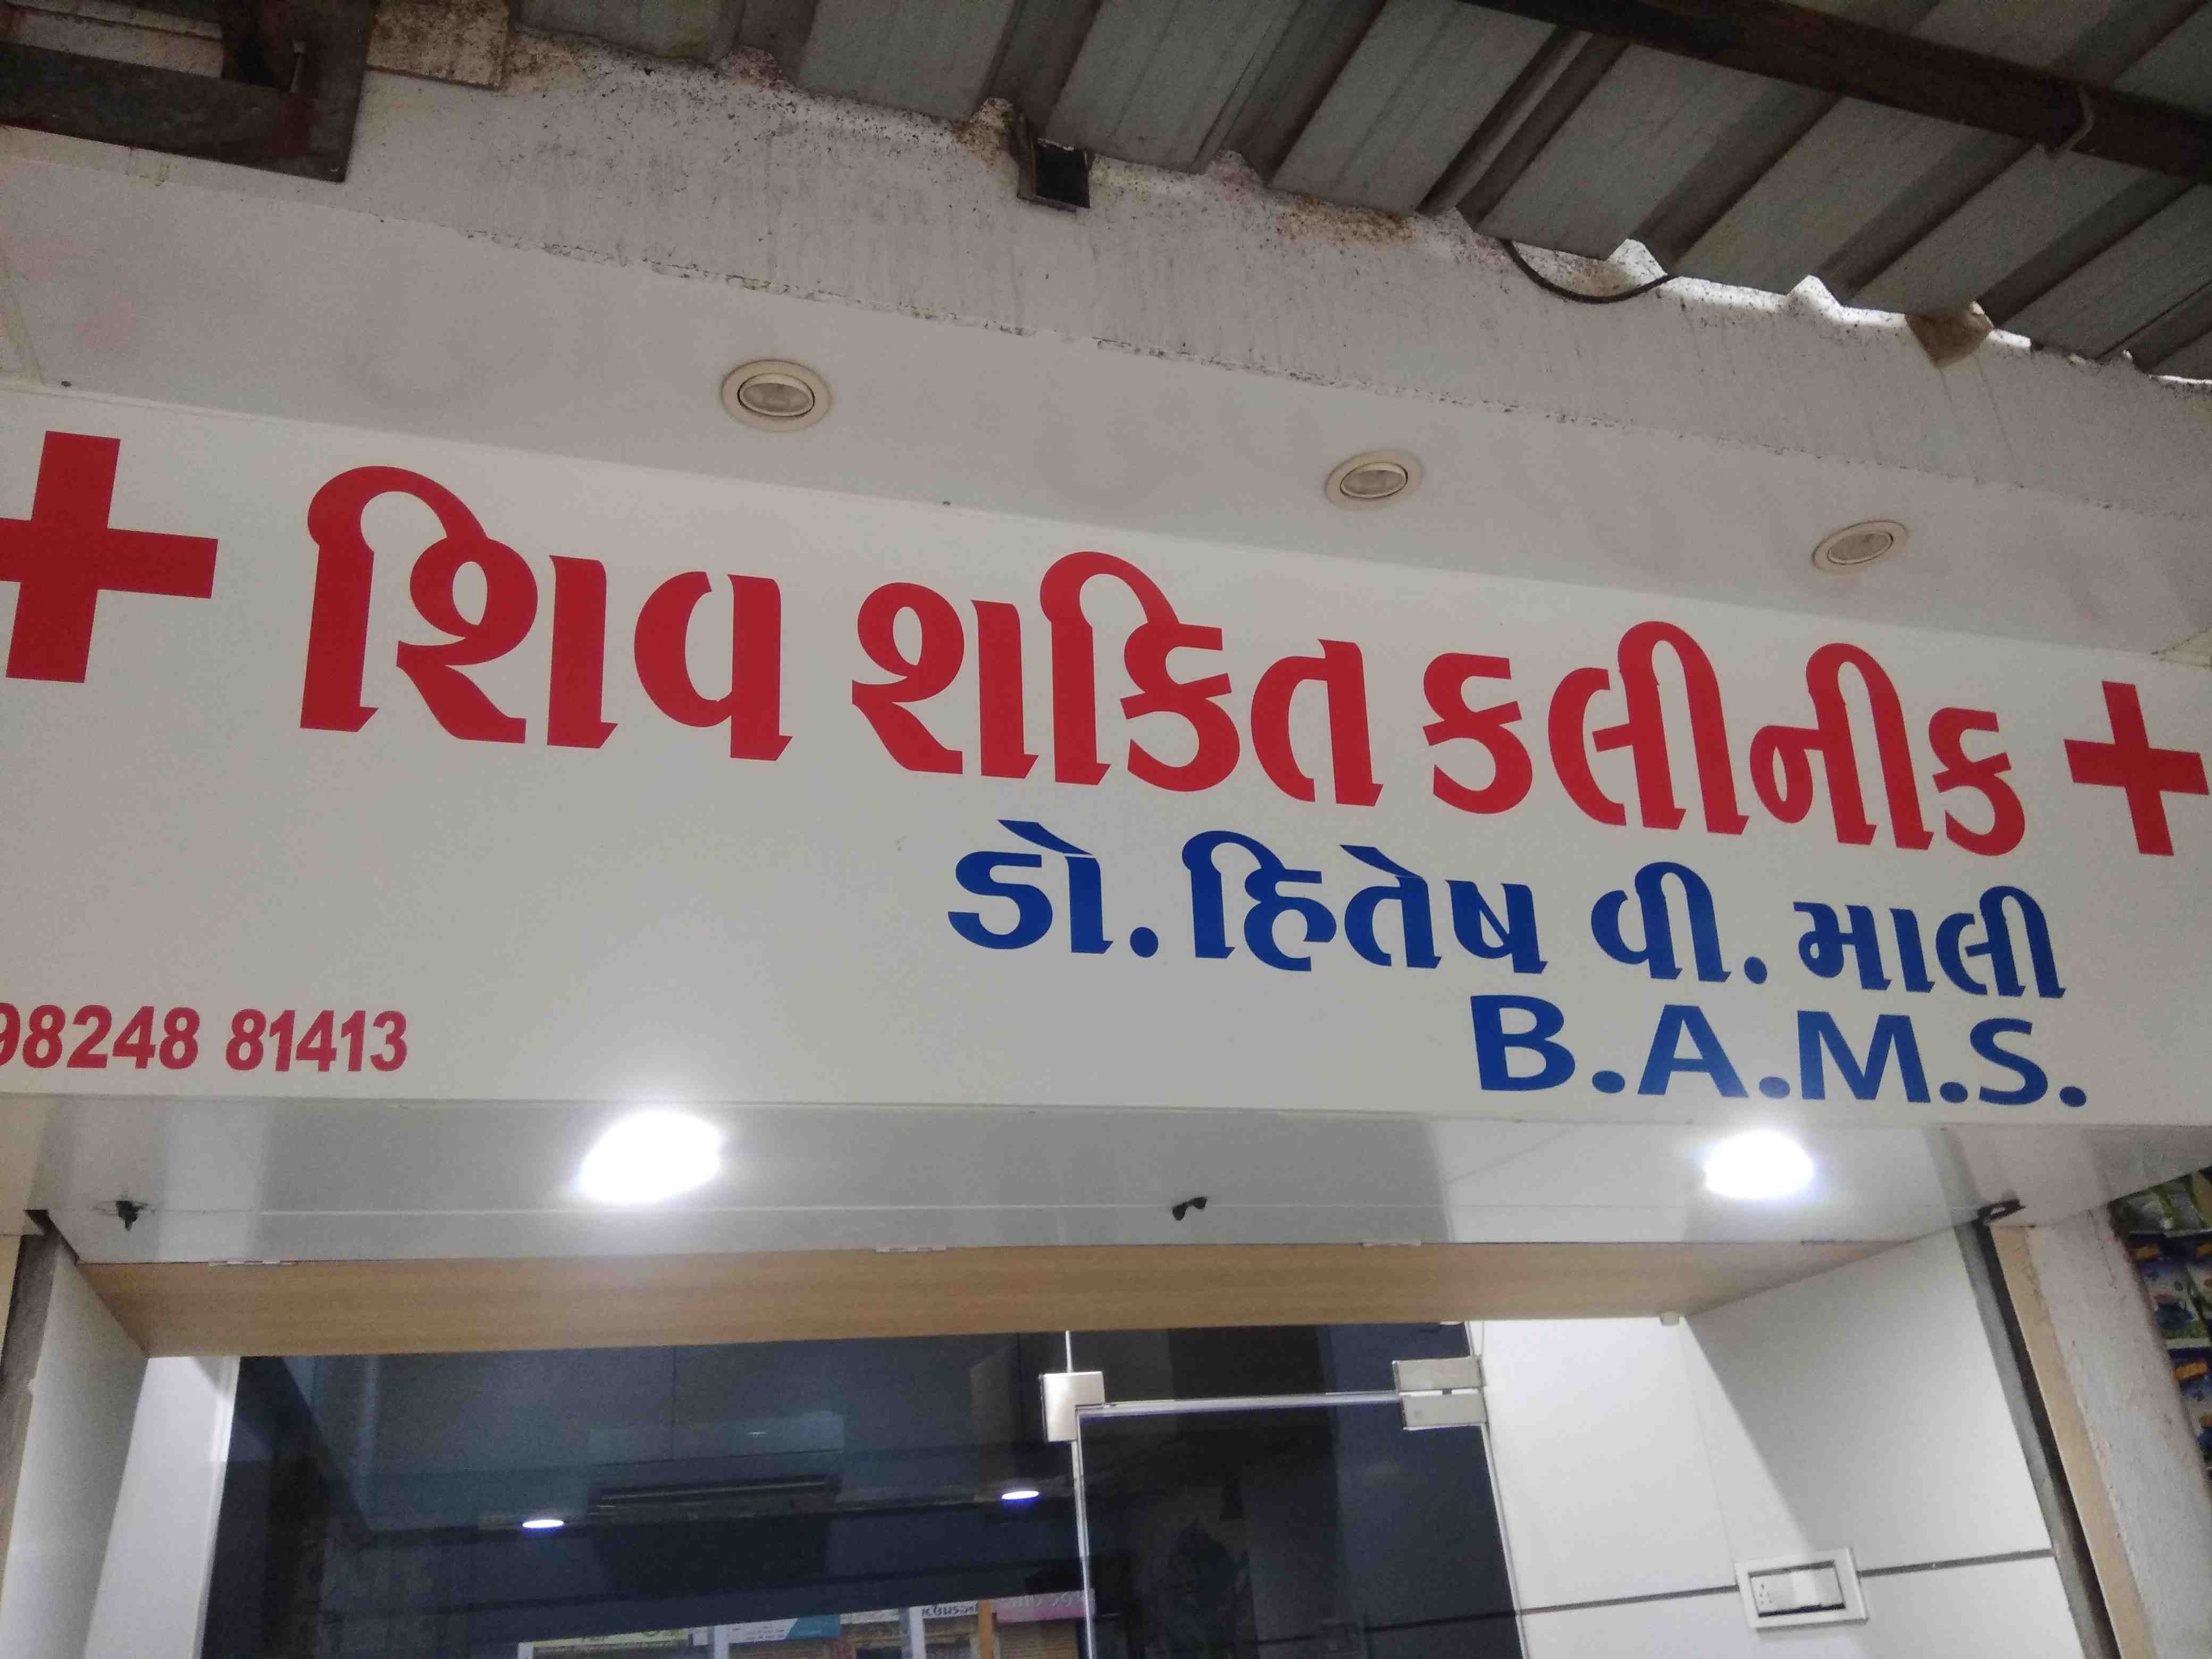 શિવ શકિત કલીનીક
ડો. હિતેષ વી. માલી
B.A.M.S.
98248 81413